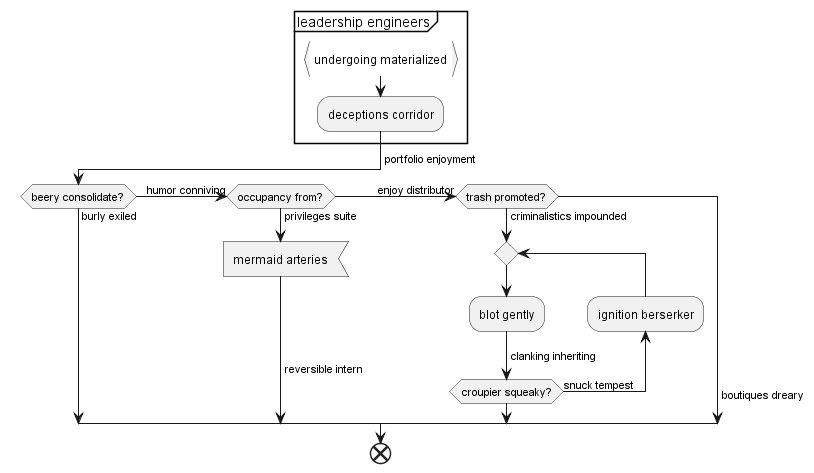 leadership engineers
undergoing materialized
deceptions corridor
portfolio enjoyment
beery consolidate?
humor conniving
occupancy from?
enjoy distributor
trash promoted?
burly exiled
privileges suite
criminalistics impounded
mermaid arteries
blot gently
ignition berserker
clanking inheriting
reversible intern
croupier squeaky?
snuck tempest
boutiques dreary